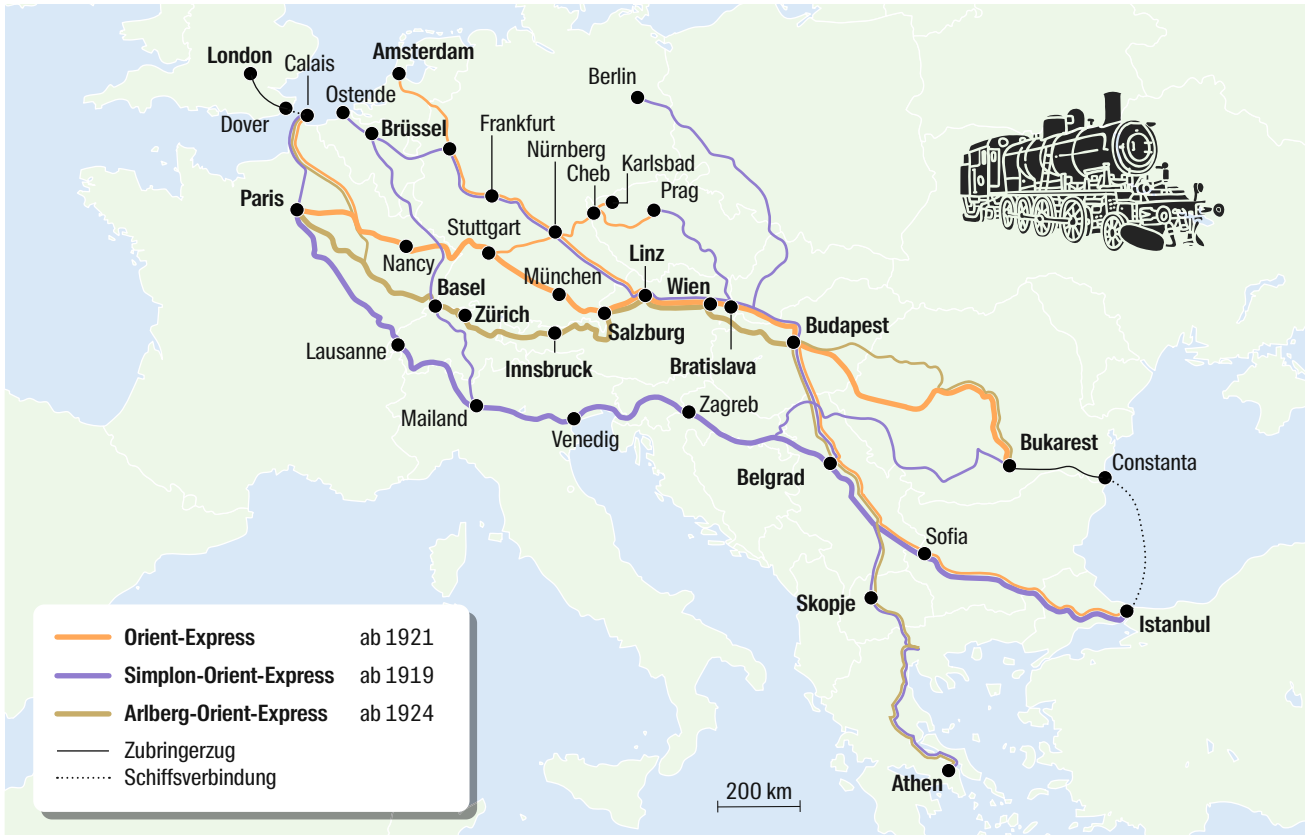 London
Calais
Amsterdam
Berlin
Ostende
Dover
Brüssel
Frankfurt
Nürnberg
Karlsbad
Cheb
Prag
Paris
Stuttgart
Nancy
Linz
München
Wien
Basel
Zürich
Salzburg
Budapest
Lausanne
Innsbruck
Bratislava
Mailand
Zagreb
Venedig
Bukarest
Constanta
Belgrad
Sofia
Skopje
Istanbul
Orient-Express ab 1921
Simplon-Orient-Express ab 1919
Arlberg-Orient-Express ab 1924
Zubringerzug
Schiffsverbindung
200 km
Athen